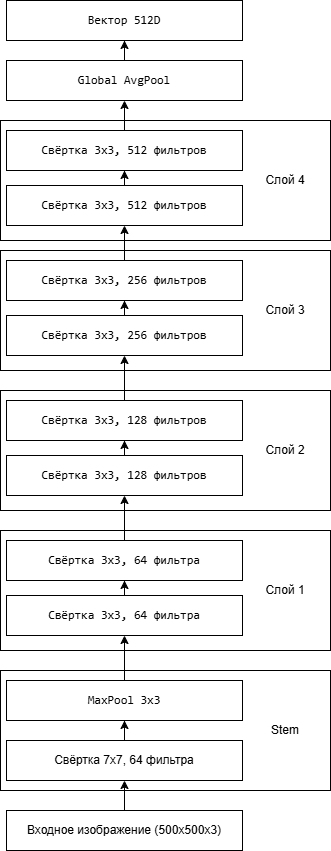 Вектор 512D
Global AvgPool
Свёртка 3x3, 512 фильтров
Слой 4
Свёртка 3x3, 512 фильтров
Свёртка 3x3, 256 фильтров
Слой 3
Свёртка 3x3, 256 фильтров
Свёртка 3x3, 128 фильтров
Слой 2
Свёртка 3x3, 128 фильтров
Свёртка 3x3, 64 фильтра
Слой 1
Свёртка 3x3, 64 фильтра
MaxPool 3x3
Stem
Свёртка 7x7, 64 фильтра
Входное изображение (500x500x3)